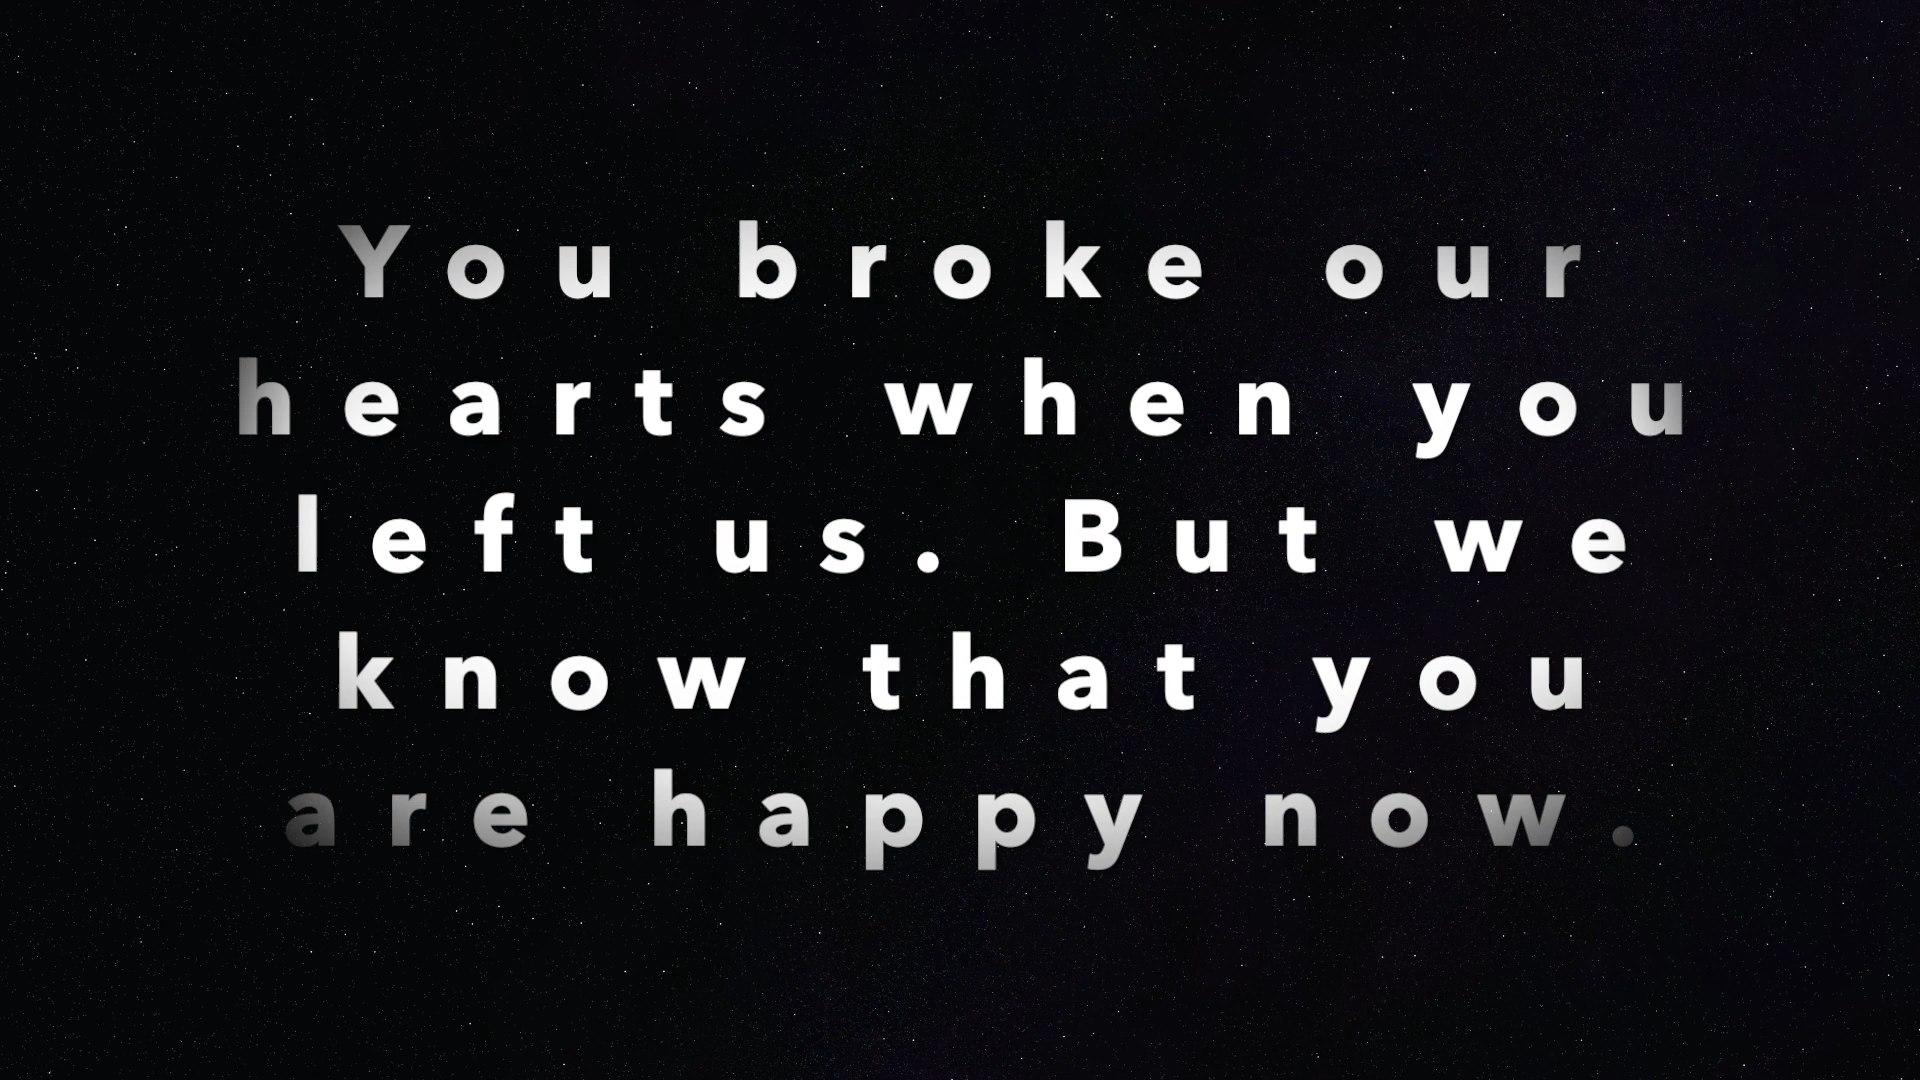 You broke our
hearts when you
left us. But we
know that you
are happy now.